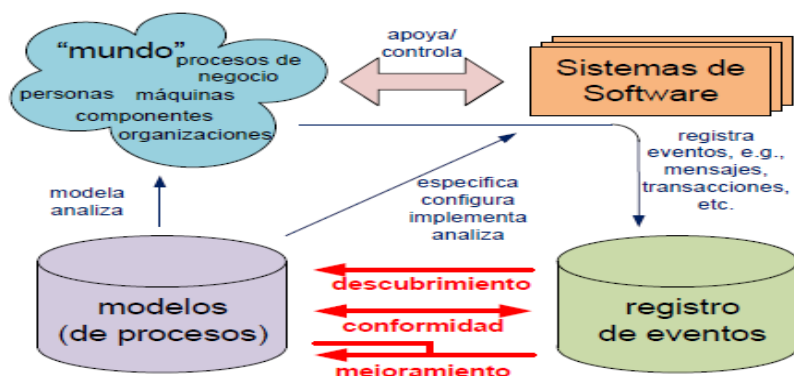 “mundo”
procesos de
negocio
personas
máquinas
componentes
organizaciones
apoya/
controla
Sistemas de
Software
modela
analiza
especifica
configura
implementa
analiza
registra
eventos, e.g.,
mensajes,
transacciones,
etc.
modelos
(de procesos)
descubrimiento
conformidad
mejoramiento
registro
de eventos